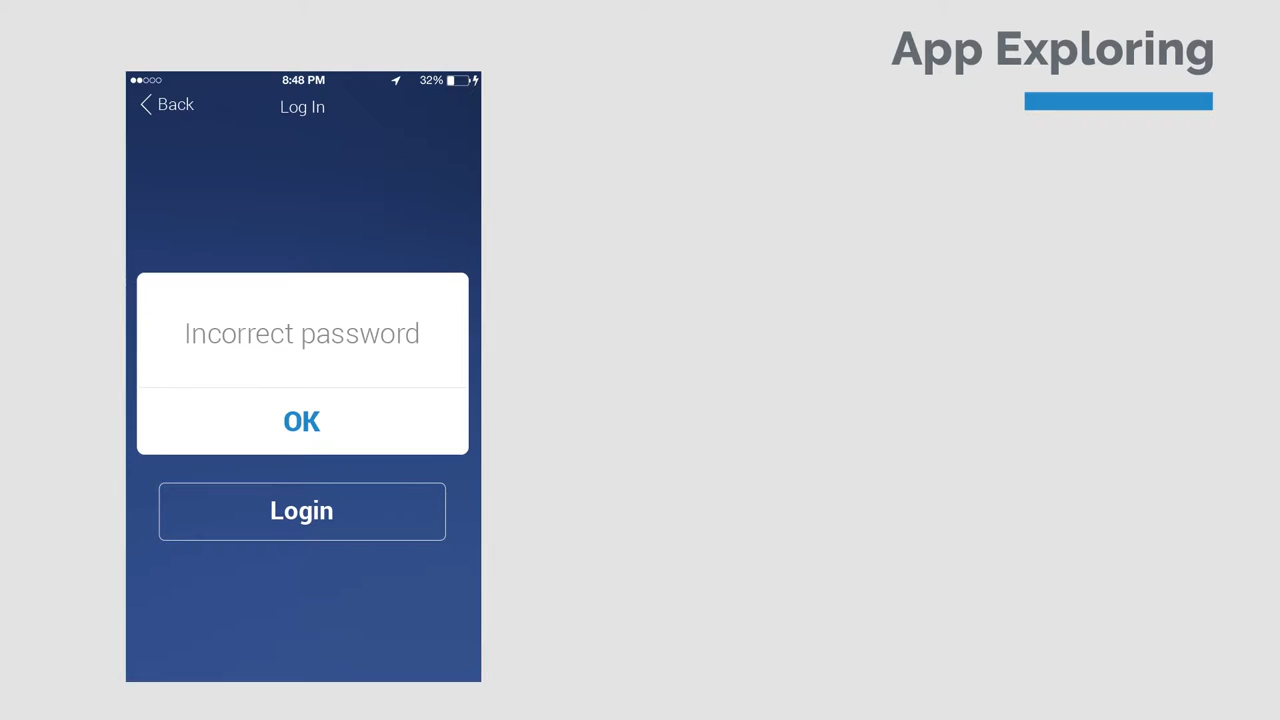 App Exploring
8:48 PM 32%
Back Log In
Incorrect password
OK
Login